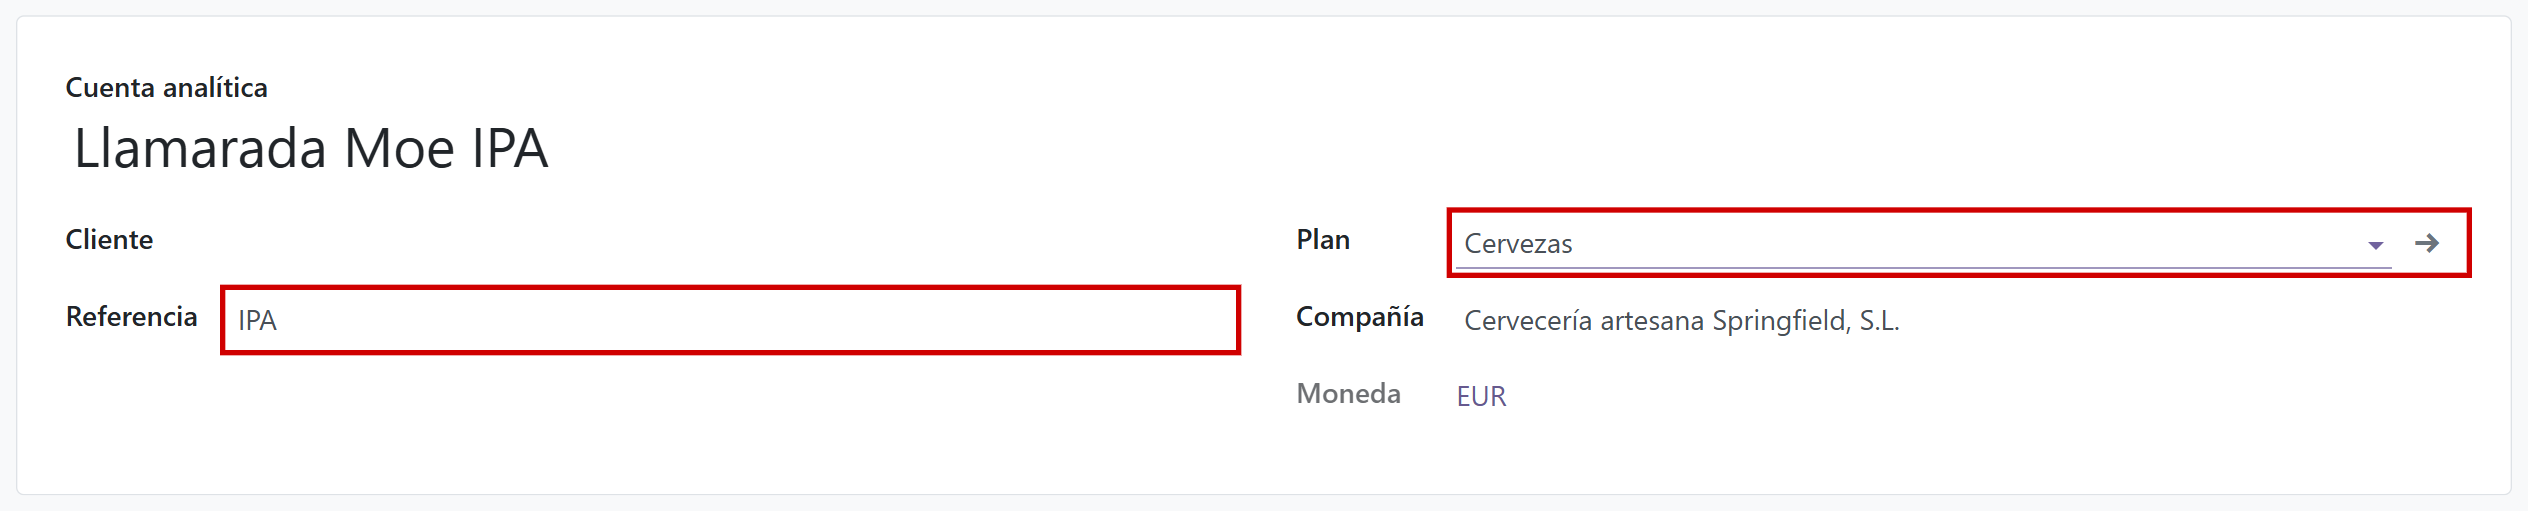 Cuenta analítica
Llamarada Moe IPA
Cliente
Referencia IPA
Plan Cervezas
Compañía Cervecería artesana Springfield, S.L.
Moneda EUR